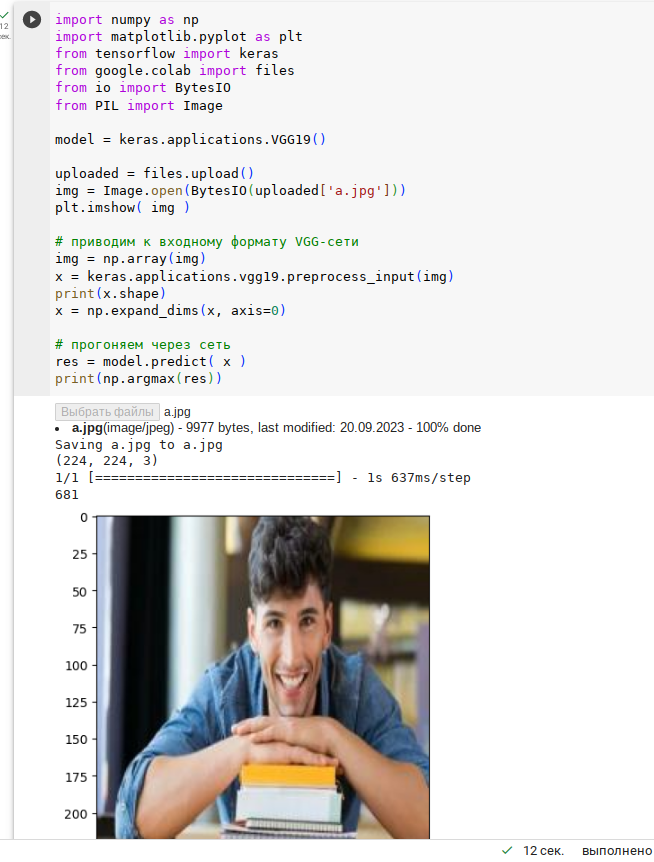 12
сек.
import numpy as np
import matplotlib.pyplot as plt
from tensorflow import keras
from google.colab import files
from io import BytesIO
from PIL import Image
model = keras.applications.VGG19()
uploaded = files.upload()
img = Image.open(BytesIO(uploaded['a.jpg']))
plt.imshow( img )
# приводим к входному формату VGG-сети
img = np.array(img)
x = keras.applications.vgg19.preprocess_input(img)
print(x.shape)
x = np.expand_dims(x, axis=0)
# прогоняем через сеть
res = model.predict( x )
print(np.argmax(res))
Выбрать файлы a.jpg
• a.jpg(image/jpeg) - 9977 bytes, last modified: 20.09.2023 - 100% done
Saving a.jpg to a.jpg
(224, 224, 3)
1/1 [==============================] - 1s 637ms/step
681
0
25
50
75
100
125
150
175
200
12 сек. выполнено